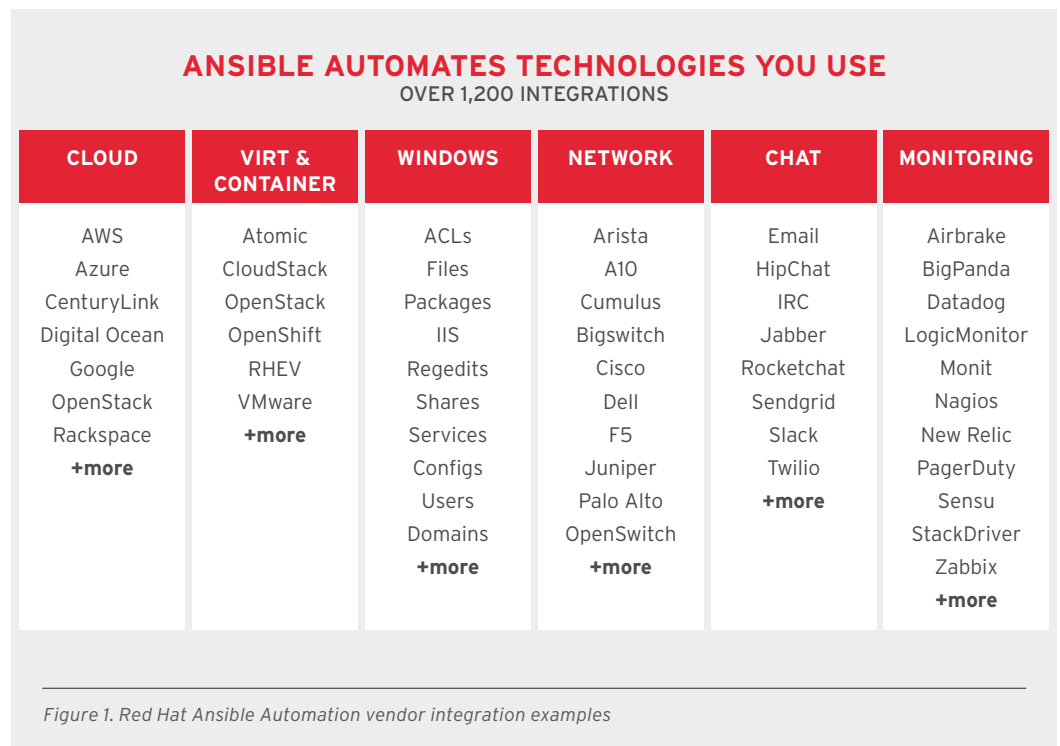 ANSIBLE AUTOMATES TECHNOLOGIES YOU USE
OVER 1,200 INTEGRATIONS
CLOUD
AWS
Azure
CenturyLink
Digital Ocean
Google
OpenStack
Rackspace
+more
VIRT &
CONTAINER
Atomic
CloudStack
OpenStack
OpenShift
RHEV
VMware
+more
WINDOWS
ACLs
Files
Packages
IIS
Regedits
Shares
Services
Configs
Users
Domains
+more
NETWORK
Arista
A10
Cumulus
Bigswitch
Cisco
Dell
F5
Juniper
Palo Alto
OpenSwitch
+more
CHAT
Email
HipChat
IRC
Jabber
Rocketchat
Sendgrid
Slack
Twilio
+more
MONITORING
Airbrake
BigPanda
Datadog
LogicMonitor
Monit
Nagios
New Relic
PagerDuty
Sensu
StackDriver
Zabbix
+more
Figure 1. Red Hat Ansible Automation vendor integration examples